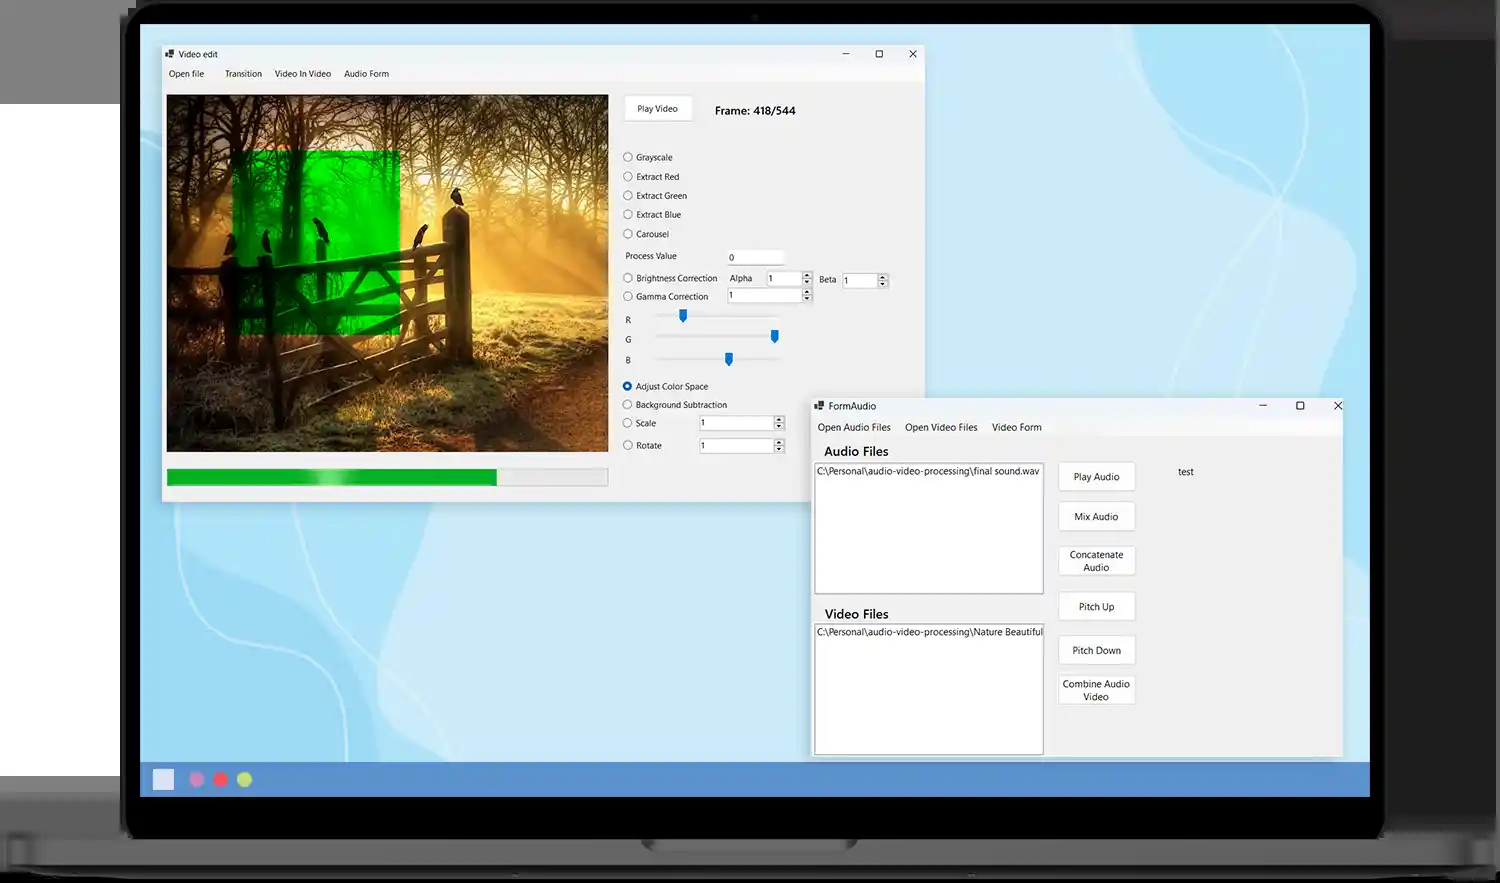 Video edit
Open file Transition Video In Video Audio Form
Play Video Frame: 418/544
Grayscale
Extract Red
Extract Green
Extract Blue
Carousel
Process Value 0
Brightness Correction Alpha 1 Beta 1
Gamma Correction 1
R
G
B
Adjust Color Space
Background Subtraction
Scale 1
Rotate 1
FormAudio
Open Audio Files Open Video Files Video Form
Audio Files
C:\Personal\audio-video-processing\final sound.wav
Play Audio
test
Mix Audio
Concatenate
Audio
Pitch Up
Video Files
C:\Personal\audio-video-processing\Nature Beautiful
Pitch Down
Combine Audio
Video